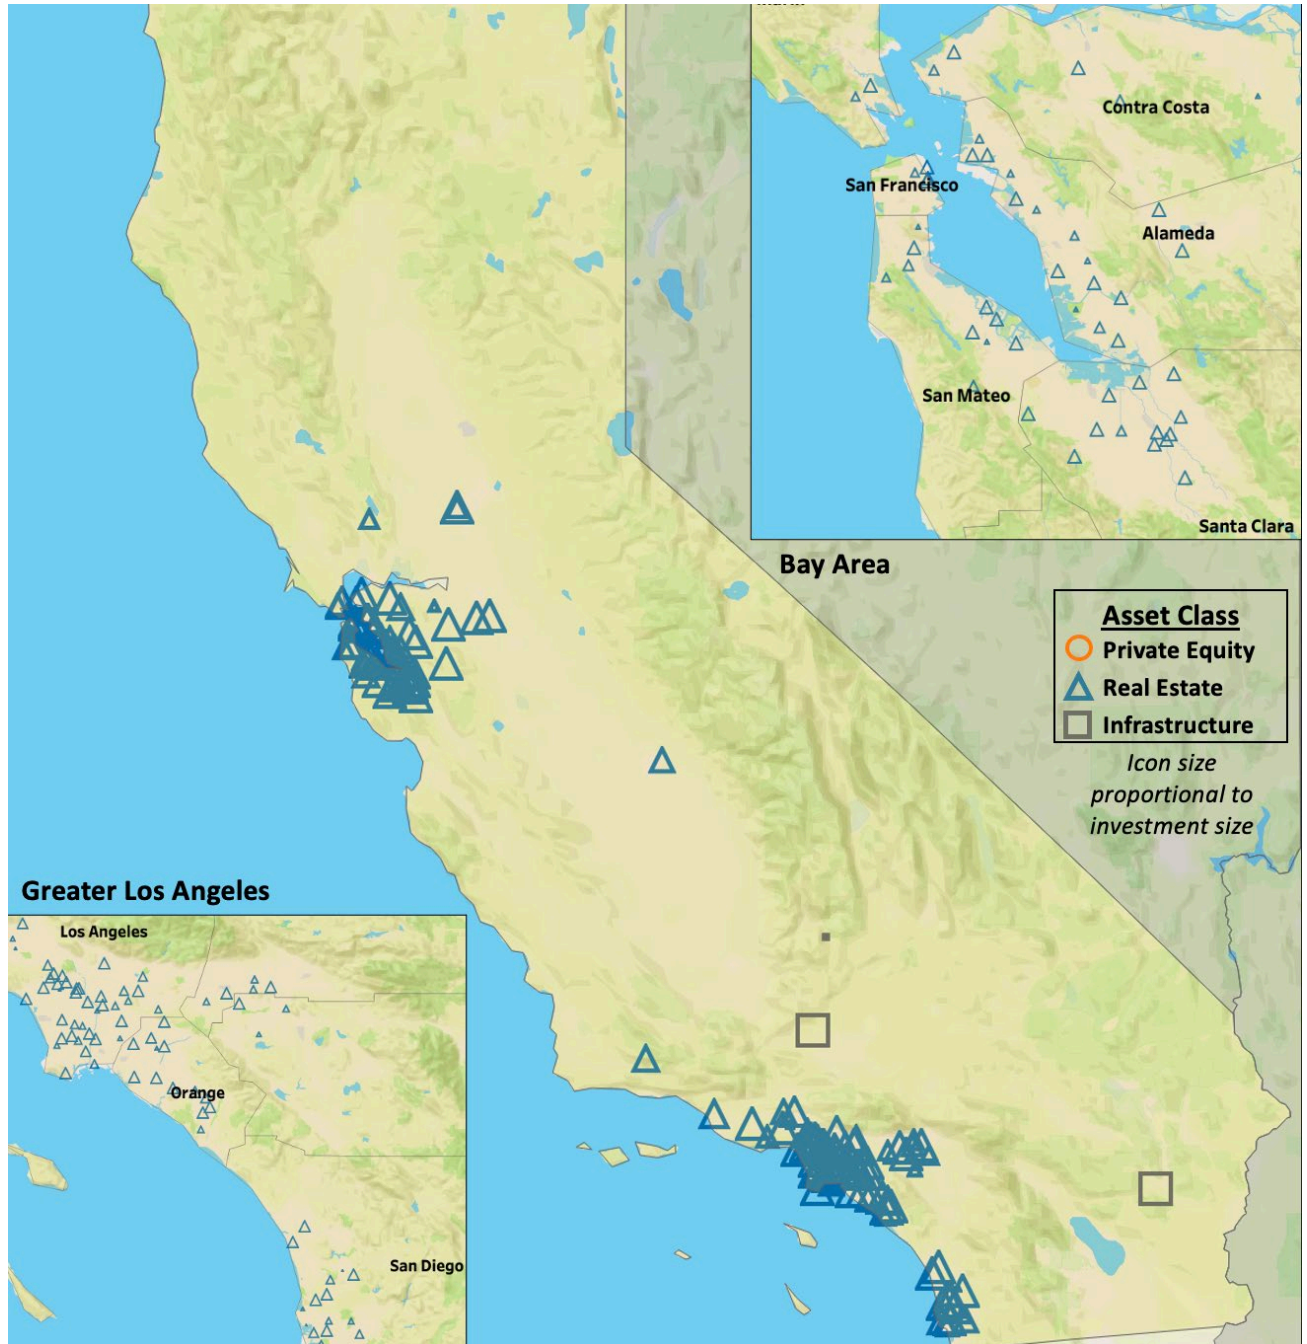 San Francisco
Contra Costa
Alameda
San Mateo
Santa Clara
Bay Area
Asset Class
Private Equity
Real Estate
Infrastructure
Icon size
proportional to
investment size
Greater Los Angeles
Los Angeles
Orange
San Diego